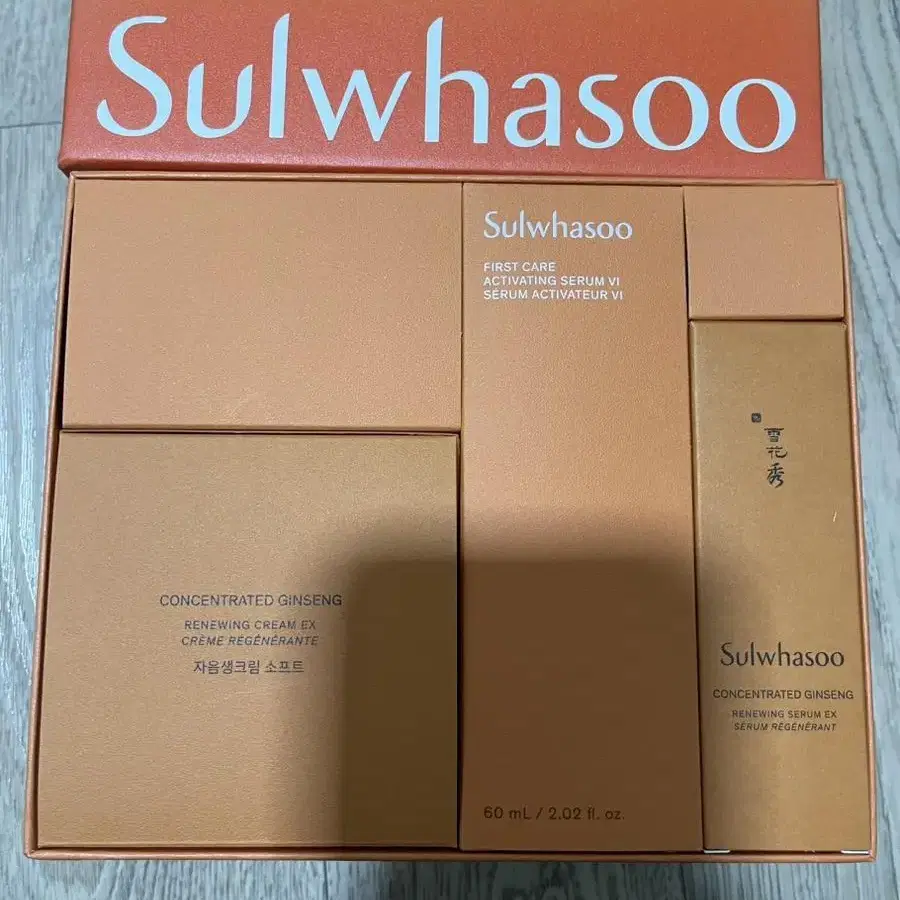 Sulwhasoo
Sulwhasoo
FIRST CARE
ACTIVATING SERUM VI
SÉRUM ACTIVATEUR VI
60 mL / 2.02 fl. oz.
CONCENTRATED GINSENG
RENEWING CREAM EX
CRÈME RÉGÉNÉRANTE
자음생크림 소프트
雪花秀
Sulwhasoo
CONCENTRATED GINSENG
RENEWING SERUM EX
SÉRUM RÉGÉNÉRANT